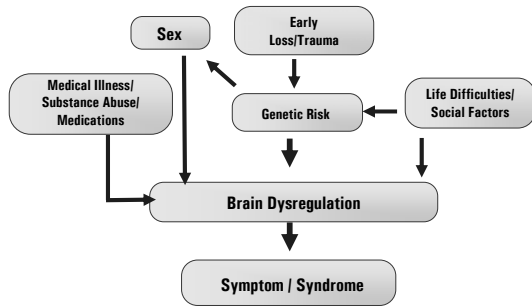 Sex
Early
Loss/Trauma
Medical Illness/
Substance Abuse/
Medications
Genetic Risk
Life Difficulties/
Social Factors
Brain Dysregulation
Symptom / Syndrome